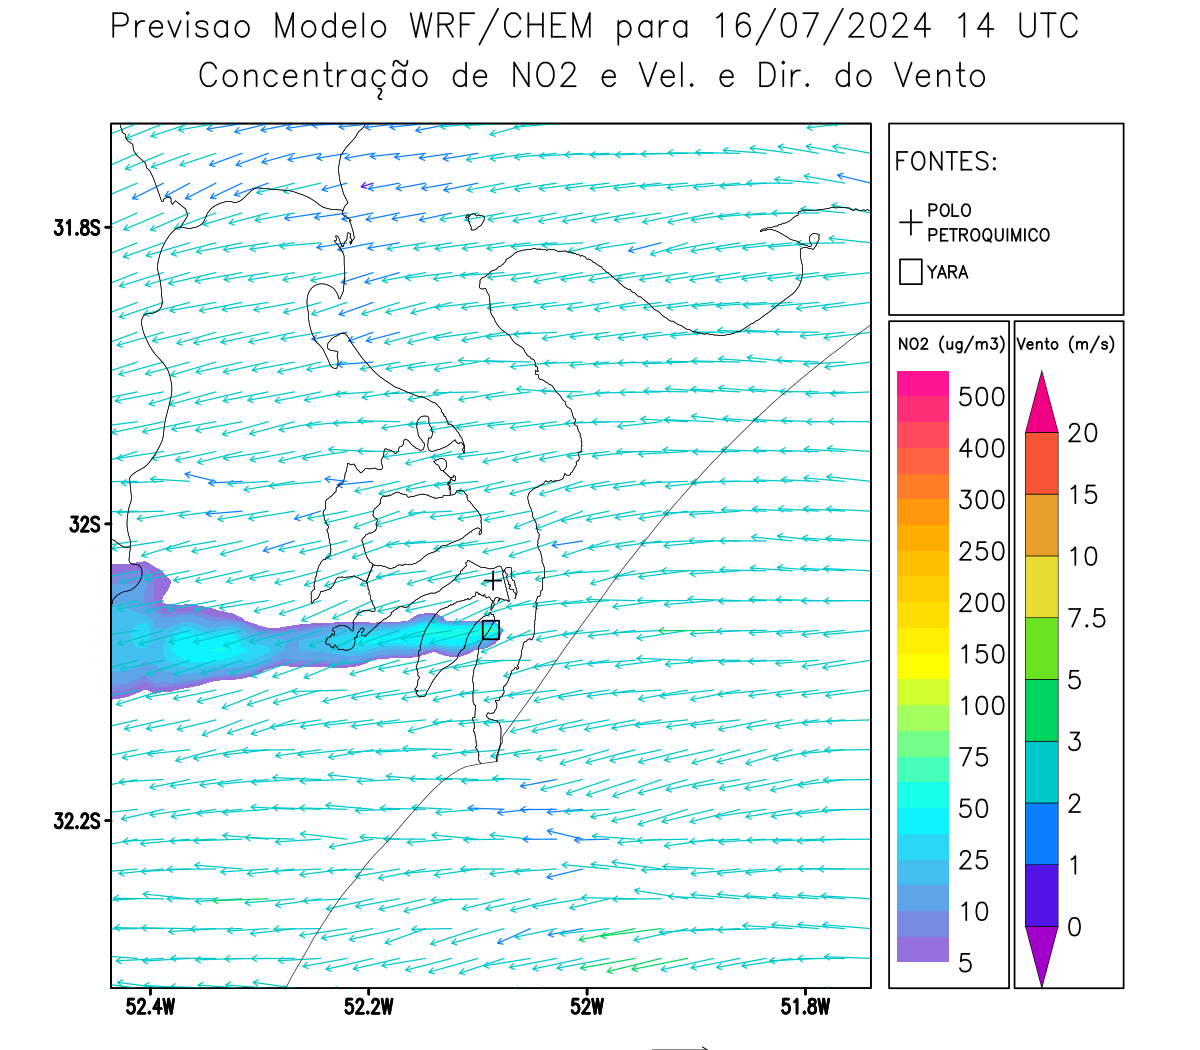 Previsao Modelo WRF/CHEM para 16/07/2024 14 UTC
Concentração de NO2 e Vel. e Dir. do Vento
FONTES:
POLO
PETROQUIMICO
YARA
31.8S
32S
32.2S
52.4W
52.2W
52W
51.8W
NO2 (ug/m3)
500
400
300
250
200
150
100
75
50
25
10
5
Vento (m/s)
20
15
10
7.5
5
3
2
1
0